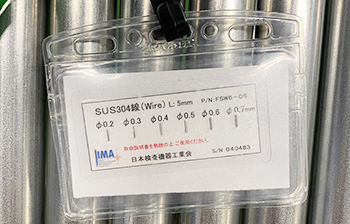 SUS304線(Wire) L: 5mm P/N:FSW6-05
φ0.2 φ0.3 φ0.4 φ0.5 φ0.6 φ0.7mm
取扱説明書を熟読の上ご使用ください。
JIMA
日本検査機器工業会
S/N:040483